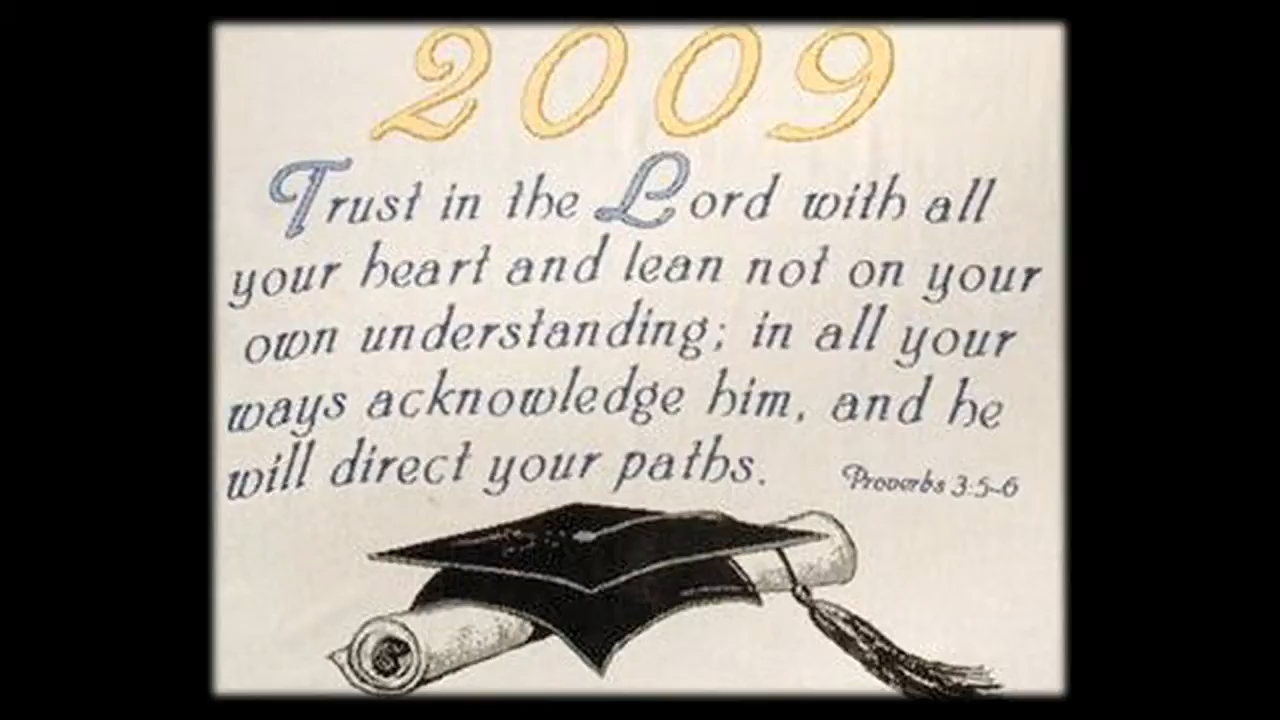 2009
Trust in the Lord with all
your heart and lean not on your
own understanding; in all your
ways acknowledge him, and he
will direct your paths. Proverbs 3:5-6